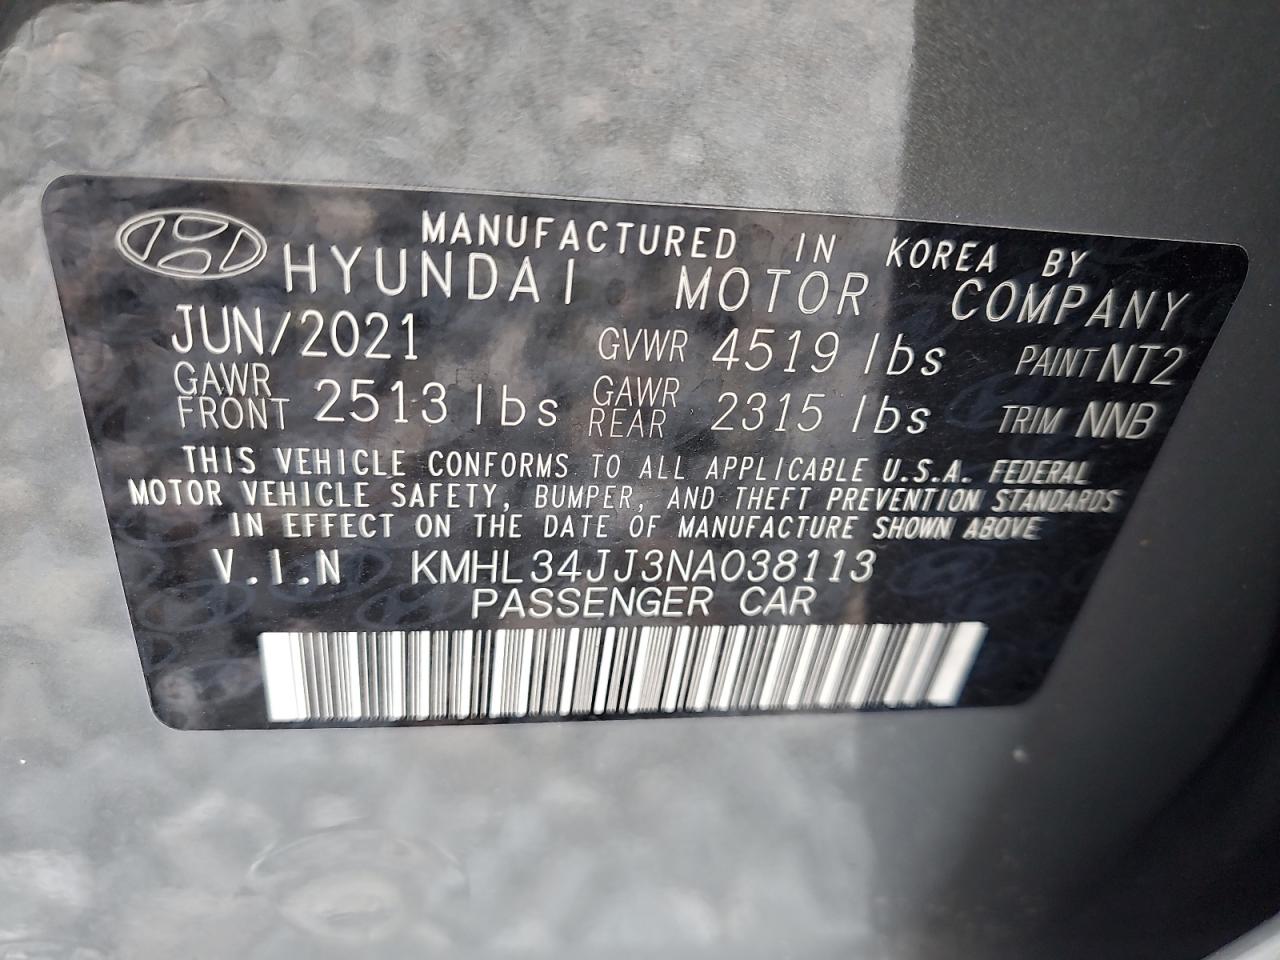 MANUFACTURED IN KOREA BY
HYUNDAI MOTOR COMPANY
JUN/2021 GVWR 4519 lbs PAINT NT2
GAWR FRONT 2513 lbs GAWR REAR 2315 lbs TRIM NNB
THIS VEHICLE CONFORMS TO ALL APPLICABLE U.S.A. FEDERAL
MOTOR VEHICLE SAFETY, BUMPER, AND THEFT PREVENTION STANDARDS
IN EFFECT ON THE DATE OF MANUFACTURE SHOWN ABOVE
V.I.N KMHL34JJ3NA038113
PASSENGER CAR